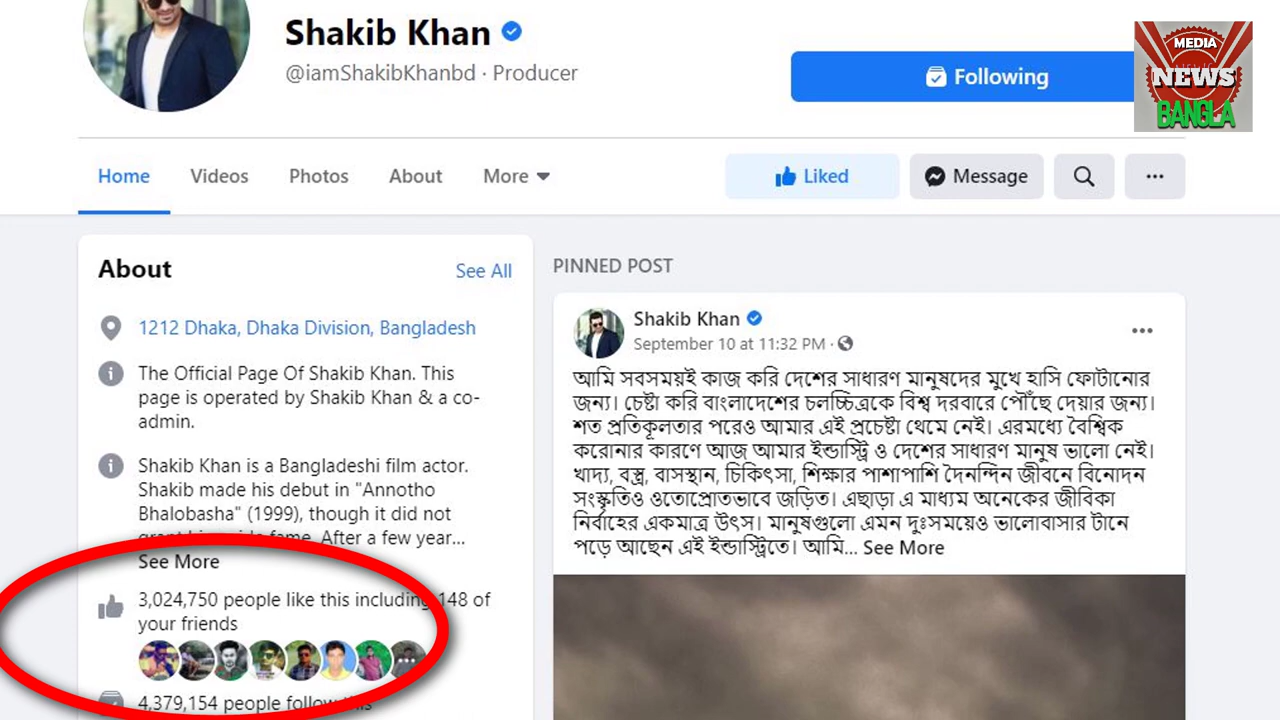 Shakib Khan
@iamShakibKhanbd · Producer
Following
MEDIA
NEWS
BANGLA
Home Videos Photos About More
Liked Message ...
About See All
1212 Dhaka, Dhaka Division, Bangladesh
The Official Page Of Shakib Khan. This
page is operated by Shakib Khan & a co-
admin.
Shakib Khan is a Bangladeshi film actor.
Shakib made his debut in "Annotho
Bhalobasha" (1999), though it did not
fame. After a few year...
See More
3,024,750 people like this including 148 of
your friends
4,379,154 people follow this
PINNED POST
Shakib Khan
September 10 at 11:32 PM ·
আমি সবসময়ই কাজ করি দেশের সাধারণ মানুষদের মুখে হাসি ফোটানোর
জন্য। চেষ্টা করি বাংলাদেশের চলচ্চিত্রকে বিশ্ব দরবারে পৌঁছে দেয়ার জন্য।
শত প্রতিকূলতার পরেও আমার এই প্রচেষ্টা থেমে নেই। এরমধ্যে বৈশ্বিক
করোনার কারণে আজ আমার ইন্ডাস্ট্রি ও দেশের সাধারণ মানুষ ভালো নেই।
খাদ্য, বস্ত্র, বাসস্থান, চিকিৎসা, শিক্ষার পাশাপাশি দৈনন্দিন জীবনে বিনোদন
সংস্কৃতিও ওতোপ্রোতভাবে জড়িত। এছাড়া এ মাধ্যম অনেকের জীবিকা
নির্বাহের একমাত্র উৎস। মানুষগুলো এমন দুঃসময়েও ভালোবাসার টানে
পড়ে আছেন এই ইন্ডাস্ট্রিতে। আমি... See More